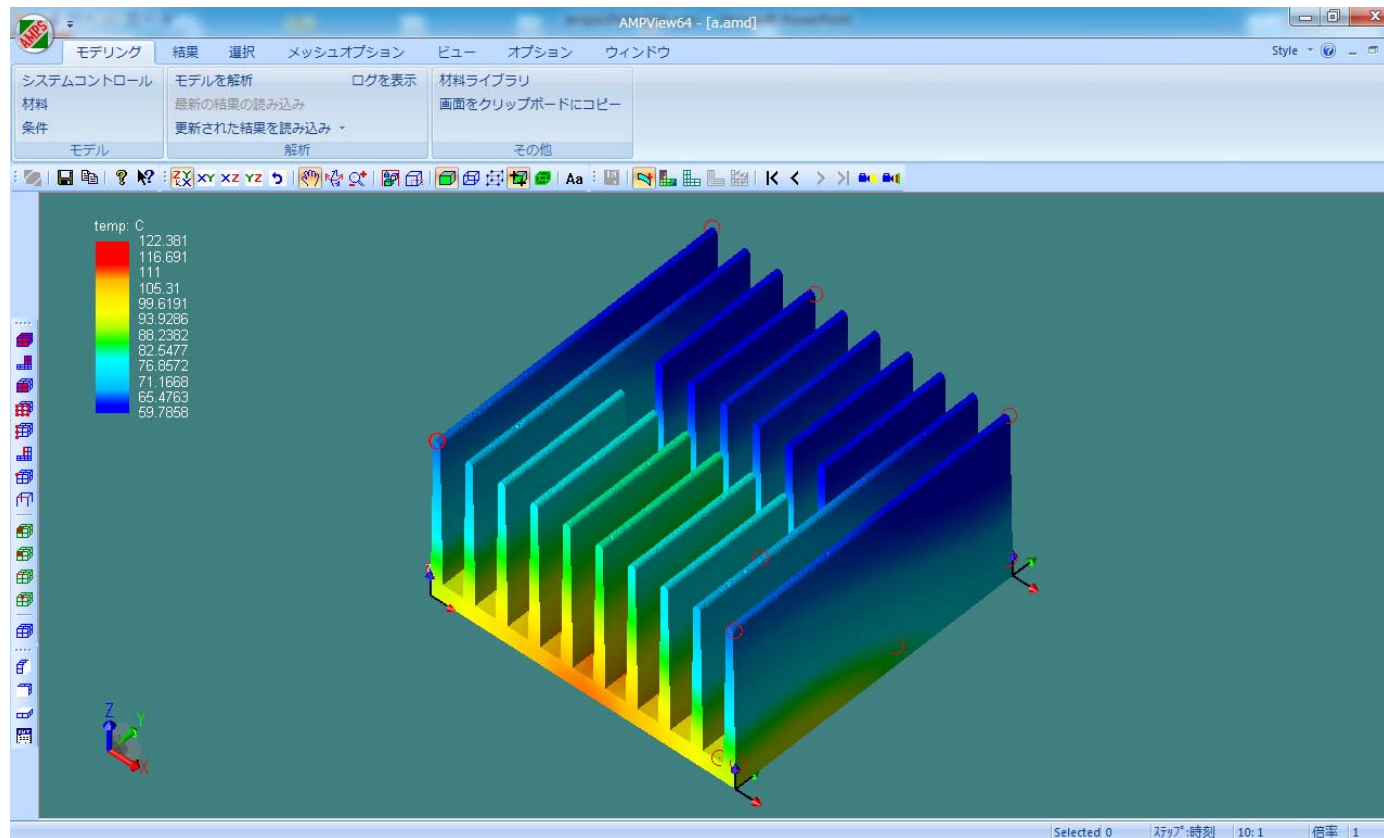 AMPView64 - [a.amd]
AMPS
モデリング 結果 選択 メッシュオプション ビュー オプション ウィンドウ Style
システムコントロール モデルを解析 ログを表示 材料ライブラリ
材料 最新の結果の読み込み 画面をクリップボードにコピー
条件 更新された結果を読み込み
モデル 解析 その他
ZY ZX XY XZ YZ Aa
temp: C
122.381
116.691
111
105.31
99.6191
93.9286
88.2382
82.5477
76.8572
71.1668
65.4763
59.7858
Z Y
X
Selected 0 ステップ:時刻 10: 1 倍率 1